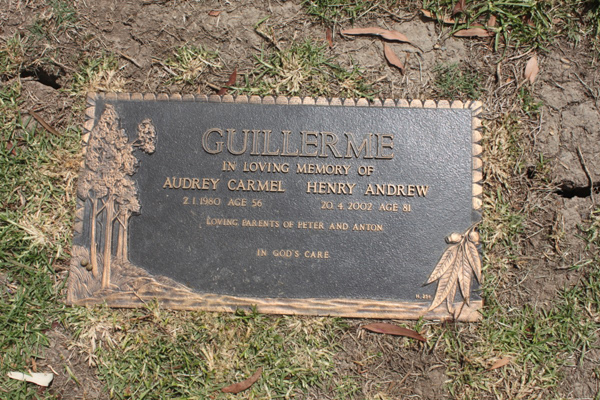 GUILLERME
IN LOVING MEMORY OF
AUDREY CARMEL HENRY ANDREW
2.1.1980 AGE 56 20.4.2002 AGE 81
LOVING PARENTS OF PETER AND ANTON.
IN GOD'S CARE